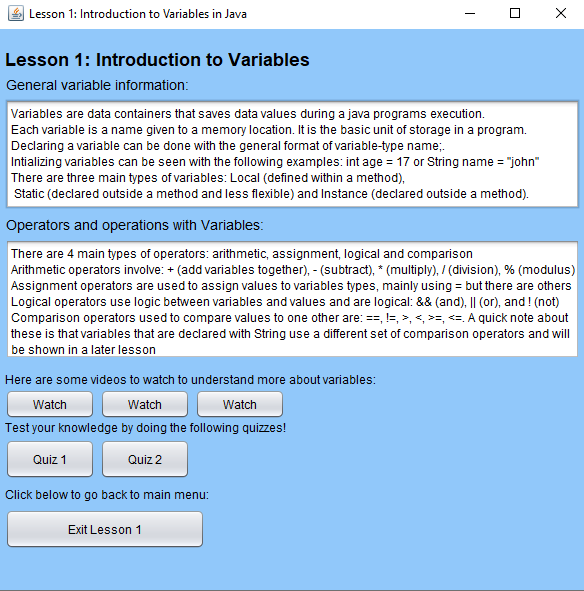 Lesson 1: Introduction to Variables in Java
Lesson 1: Introduction to Variables
General variable information:
Variables are data containers that saves data values during a java programs execution.
Each variable is a name given to a memory location. It is the basic unit of storage in a program.
Declaring a variable can be done with the general format of variable-type name;.
Intializing variables can be seen with the following examples: int age = 17 or String name = "john"
There are three main types of variables: Local (defined within a method),
Static (declared outside a method and less flexible) and Instance (declared outside a method).
Operators and operations with Variables:
There are 4 main types of operators: arithmetic, assignment, logical and comparison
Arithmetic operators involve: + (add variables together), - (subtract), * (multiply), / (division), % (modulus)
Assignment operators are used to assign values to variables types, mainly using = but there are others
Logical operators use logic between variables and values and are logical: && (and), || (or), and ! (not)
Comparison operators used to compare values to one other are: ==, !=, >, <, >=, <=. A quick note about
these is that variables that are declared with String use a different set of comparison operators and will
be shown in a later lesson
Here are some videos to watch to understand more about variables:
Watch Watch Watch
Test your knowledge by doing the following quizzes!
Quiz 1 Quiz 2
Click below to go back to main menu:
Exit Lesson 1